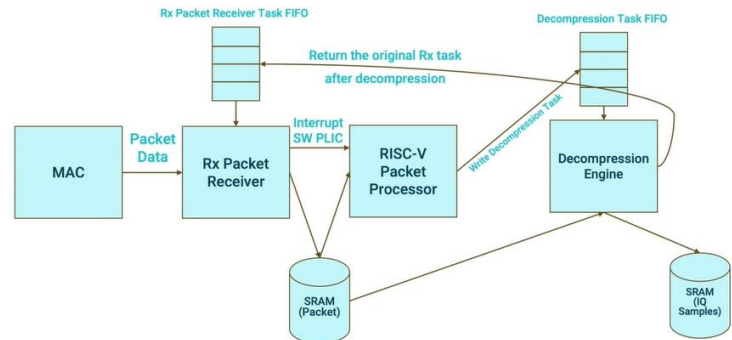 Rx Packet Receiver Task FIFO
Decompression Task FIFO
Return the original Rx task
after decompression
Packet
Data
Interrupt
SW PLIC
Write Decompression Task
MAC
Rx Packet
Receiver
RISC-V
Packet
Processor
Decompression
Engine
SRAM
(Packet)
SRAM
(IQ
Samples)